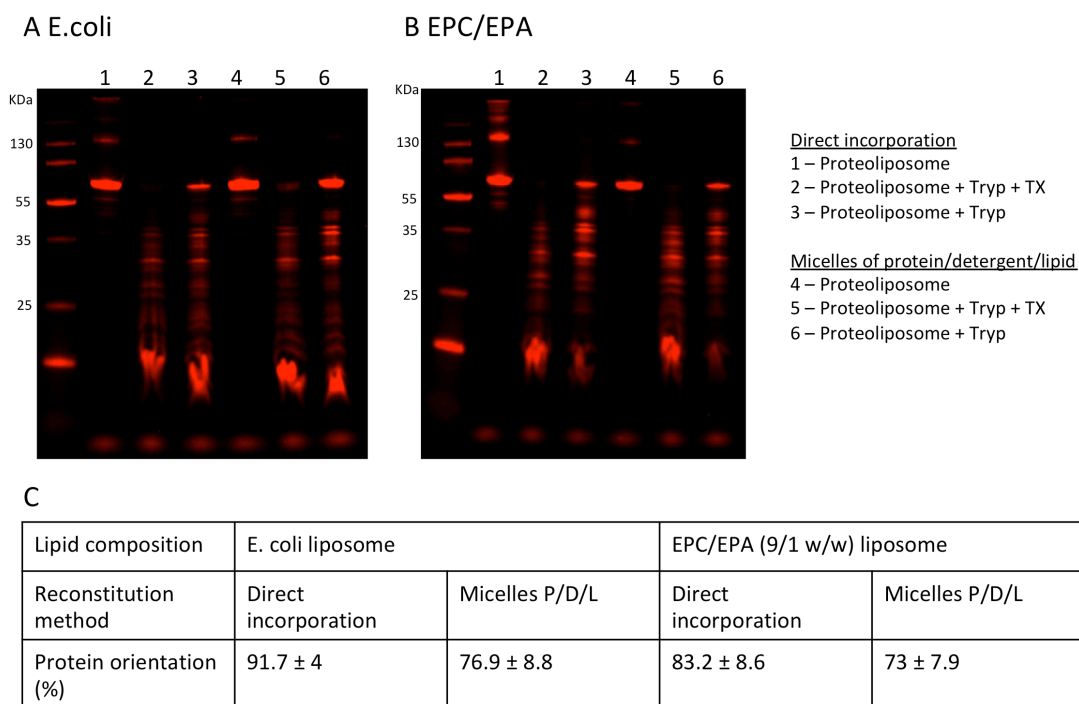 A E.coli
B EPC/EPA
1 2 3 4 5 6
KDa
130
55
35
25
1 2 3 4 5 6
KDa
130
55
35
25
Direct incorporation
1 – Proteoliposome
2 – Proteoliposome + Tryp + TX
3 – Proteoliposome + Tryp
Micelles of protein/detergent/lipid
4 – Proteoliposome
5 – Proteoliposome + Tryp + TX
6 – Proteoliposome + Tryp
C
Lipid composition
E. coli liposome
EPC/EPA (9/1 w/w) liposome
Reconstitution
method
Direct
incorporation
Micelles P/D/L
Direct
incorporation
Micelles P/D/L
Protein orientation
(%)
91.7 ± 4
76.9 ± 8.8
83.2 ± 8.6
73 ± 7.9